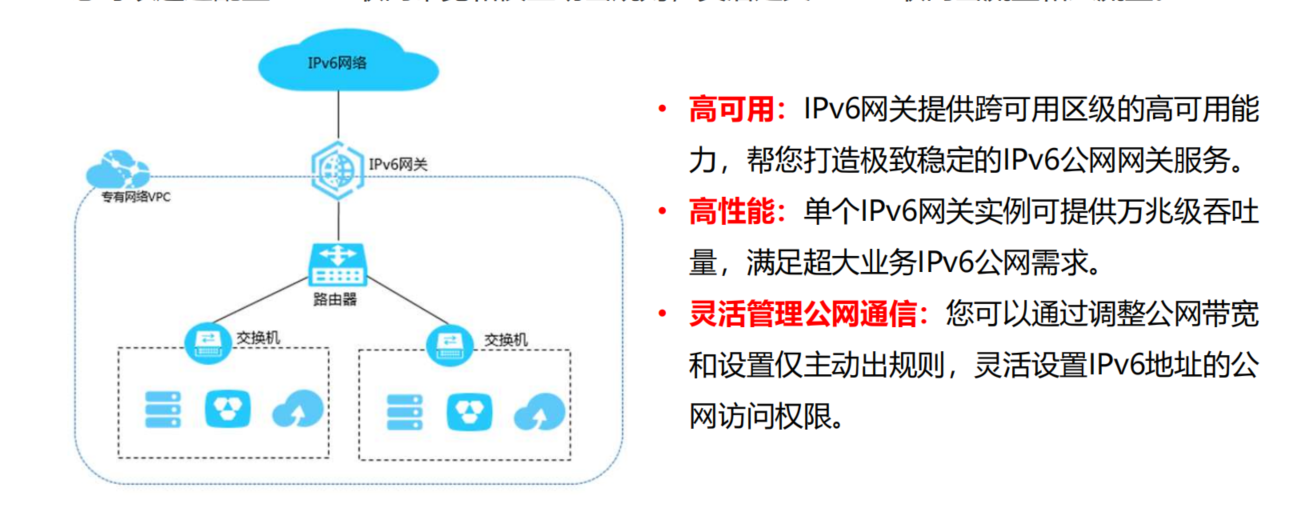 IPv6网络
IPv6网关
专有网络VPC
路由器
交换机
交换机
• 高可用：IPv6网关提供跨可用区级的高可用能
力，帮您打造极致稳定的IPv6公网网关服务。
• 高性能：单个IPv6网关实例可提供万兆级吞吐
量，满足超大业务IPv6公网需求。
• 灵活管理公网通信：您可以通过调整公网带宽
和设置仅主动出规则，灵活设置IPv6地址的公
网访问权限。